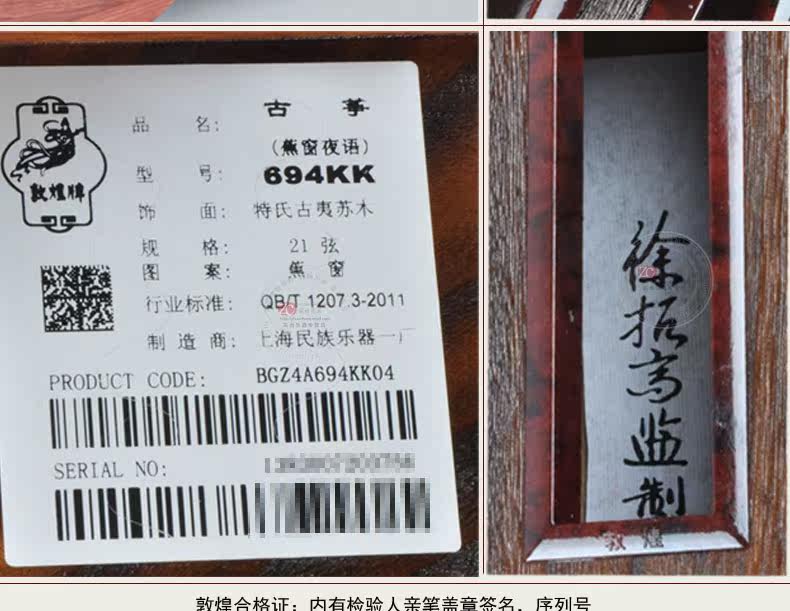 敦煌牌
品 名： 古 筝
（蕉窗夜语）
型 号： 694KK
饰 面： 特氏古夷苏木
规 格： 21 弦
图 案： 蕉 窗
行业标准： QB/T 1207.3-2011
制 造 商： 上海民族乐器一厂
PRODUCT CODE: BGZ4A694KK04
SERIAL NO:
徐振高监制
敦煌
敦煌合格证：内有检验人亲笔盖章签名，序列号